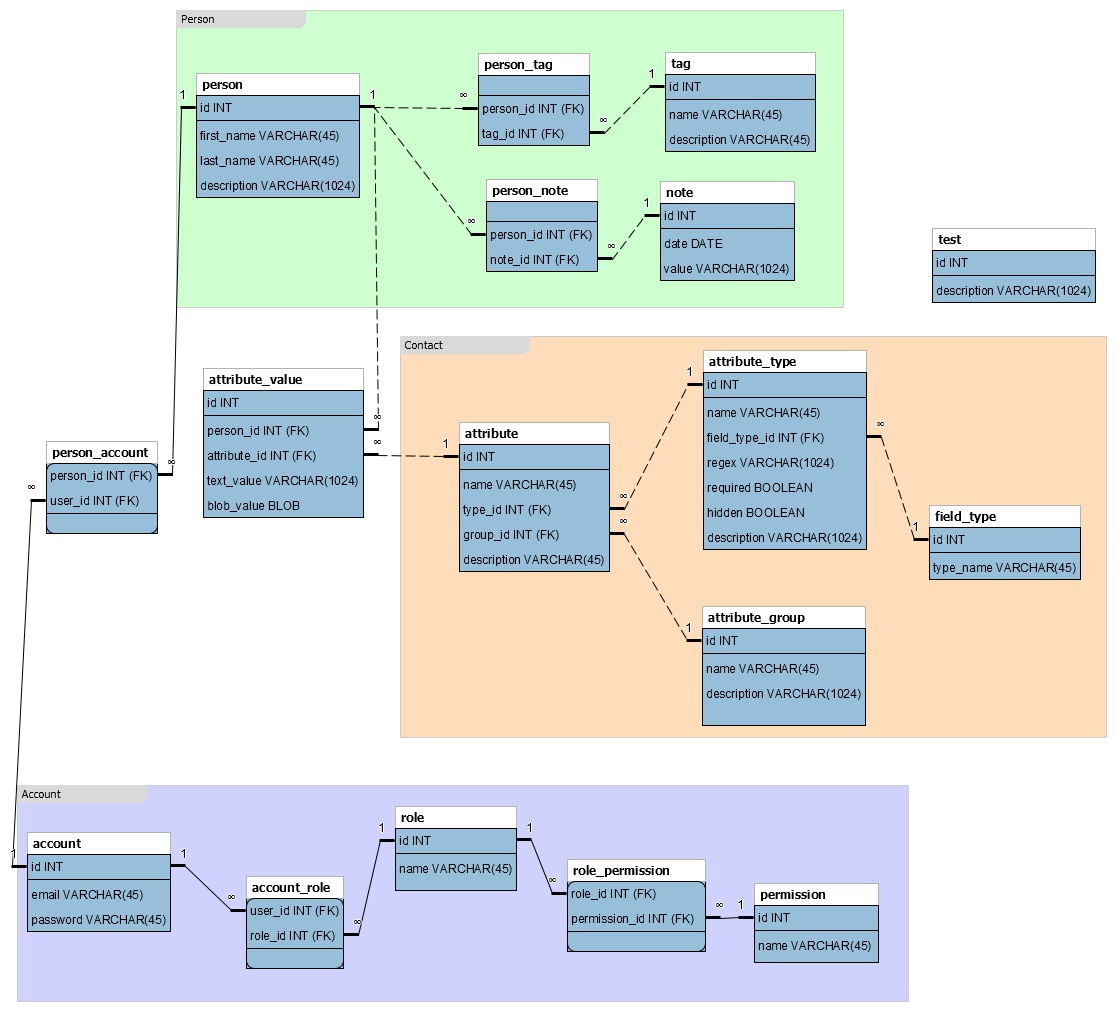 Person
person
1
id INT
1
first_name VARCHAR(45)
last_name VARCHAR(45)
description VARCHAR(1024)
person_tag
∞
person_id INT (FK)
tag_id INT (FK)
∞
tag
1
id INT
name VARCHAR(45)
description VARCHAR(45)
person_note
∞
person_id INT (FK)
note_id INT (FK)
∞
note
1
id INT
date DATE
value VARCHAR(1024)
test
id INT
description VARCHAR(1024)
attribute_value
id INT
person_id INT (FK)
∞
attribute_id INT (FK)
∞
text_value VARCHAR(1024)
blob_value BLOB
person_account
person_id INT (FK)
∞
∞
user_id INT (FK)
Contact
attribute
1
id INT
name VARCHAR(45)
type_id INT (FK)
∞
group_id INT (FK)
∞
description VARCHAR(45)
attribute_type
1
id INT
name VARCHAR(45)
field_type_id INT (FK)
∞
regex VARCHAR(1024)
required BOOLEAN
hidden BOOLEAN
description VARCHAR(1024)
field_type
1
id INT
type_name VARCHAR(45)
attribute_group
1
id INT
name VARCHAR(45)
description VARCHAR(1024)
Account
account
1
id INT
1
email VARCHAR(45)
password VARCHAR(45)
account_role
∞
user_id INT (FK)
role_id INT (FK)
∞
role
1
id INT
1
name VARCHAR(45)
role_permission
∞
role_id INT (FK)
permission_id INT (FK)
∞
permission
1
id INT
name VARCHAR(45)